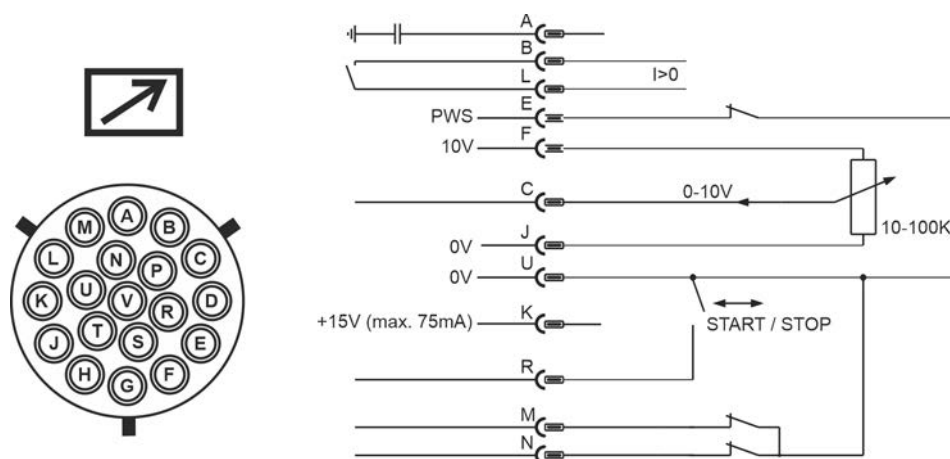 A
B
C
D
E
F
G
H
J
K
L
M
N
P
R
S
T
U
V
A
B
L
I>0
PWS
E
10V
F
C
0-10V
10-100K
0V
J
0V
U
+15V (max. 75mA)
K
START / STOP
R
M
N